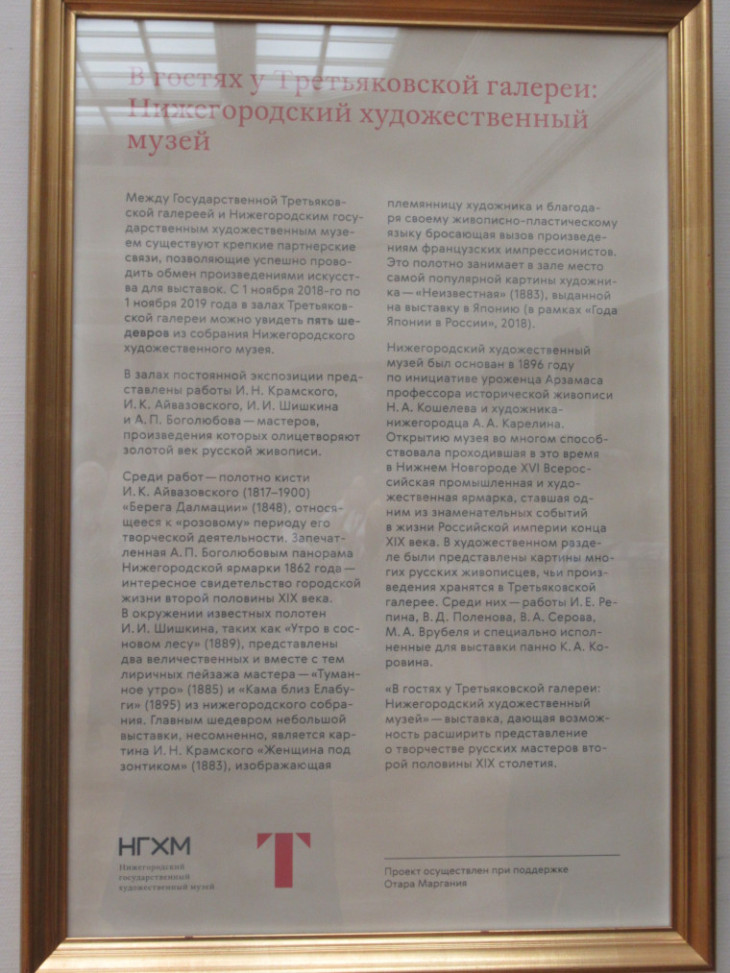 В гостях у Третьяковской галереи:
Нижегородский художественный
музей
Между Государственной Третьяков-
ской галереей и Нижегородским госу-
дарственным художественным музе-
ем существуют крепкие партнерские
связи, позволяющие успешно прово-
дить обмен произведениями искусст-
ва для выставок. С 1 ноября 2018-го по
1 ноября 2019 года в залах Третьяков-
ской галереи можно увидеть пять ше-
девров из собрания Нижегородского
художественного музея.
В залах постоянной экспозиции пред-
ставлены работы И. Н. Крамского,
И. К. Айвазовского, И. И. Шишкина
и А. П. Боголюбова — мастеров,
произведения которых олицетворяют
золотой век русской живописи.
Среди работ — полотно кисти
И. К. Айвазовского (1817–1900)
«Берега Далмации» (1848), относя-
щееся к «розовому» периоду его
творческой деятельности. Запечат-
ленная А. П. Боголюбовым панорама
Нижегородской ярмарки 1862 года —
интересное свидетельство городской
жизни второй половины XIX века.
В окружении известных полотен
И. И. Шишкина, таких как «Утро в сос-
новом лесу» (1889), представлены
два величественных и вместе с тем
лиричных пейзажа мастера — «Туман-
ное утро» (1885) и «Кама близ Елабу-
ги» (1895) из нижегородского собра-
ния. Главным шедевром небольшой
выставки, несомненно, является кар-
тина И. Н. Крамского «Женщина под
зонтиком» (1883), изображающая
племянницу художника и благода-
ря своему живописно-пластическому
языку бросающая вызов произведе-
ниям французских импрессионистов.
Это полотно занимает в зале место
самой популярной картины художни-
ка — «Неизвестная» (1883), выданной
на выставку в Японию (в рамках «Года
Японии в России», 2018).
Нижегородский художественный
музей был основан в 1896 году
по инициативе уроженца Арзамаса
профессора исторической живописи
Н. А. Кошелева и художника-
нижегородца А. А. Карелина.
Открытию музея во многом способ-
ствовала проходившая в это время
в Нижнем Новгороде XVI Всерос-
сийская промышленная и худо-
жественная ярмарка, ставшая од-
ним из знаменательных событий
в жизни Российской империи конца
XIX века. В художественном разде-
ле были представлены картины мно-
гих русских живописцев, чьи произ-
ведения хранятся в Третьяковской
галерее. Среди них — работы И. Е. Ре-
пина, В. Д. Поленова, В. А. Серова,
М. А. Врубеля и специально испол-
ненные для выставки панно К. А. Ко-
ровина.
«В гостях у Третьяковской галереи:
Нижегородский художественный
музей» — выставка, дающая возмож-
ность расширить представление
о творчестве русских мастеров вто-
рой половины XIX столетия.
НГХМ
Нижегородский
государственный
художественный музей
Т
Проект осуществлен при поддержке
Отара Маргания